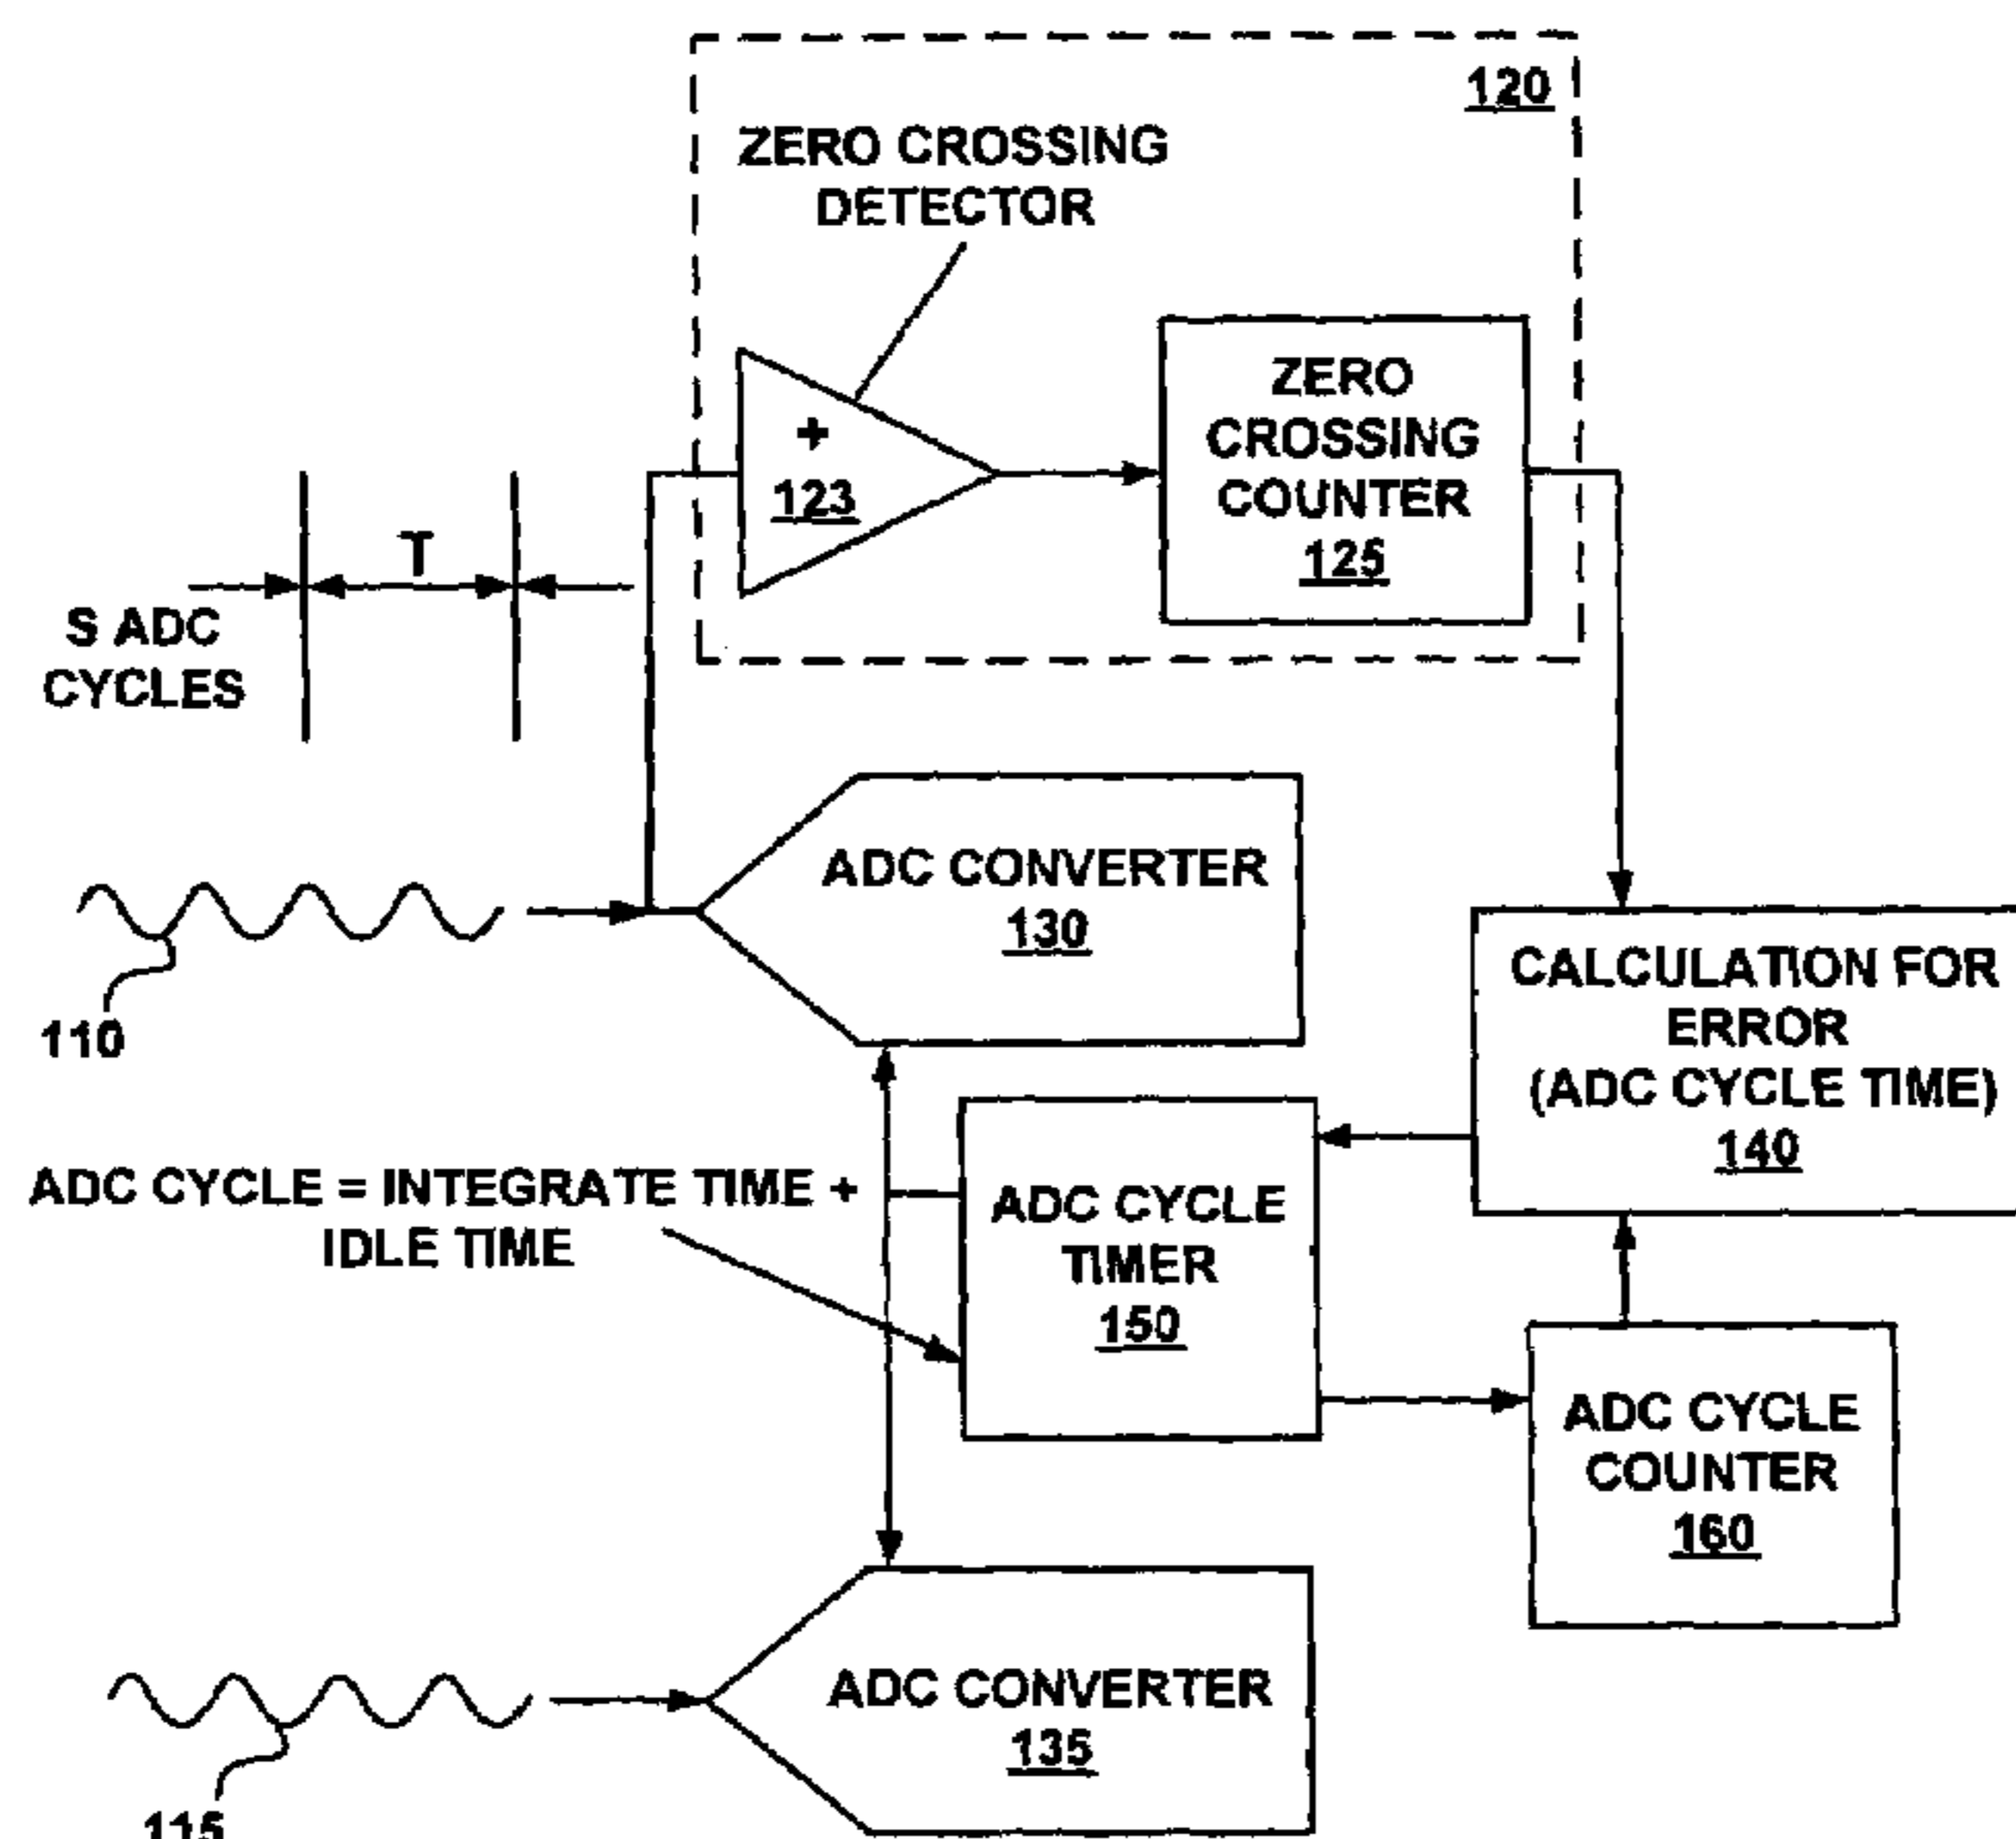 120
ZERO CROSSING
DETECTOR
+
123
ZERO
CROSSING
COUNTER
125
T
S ADC
CYCLES
ADC CONVERTER
130
110
CALCULATION FOR
ERROR
(ADC CYCLE TIME)
140
ADC CYCLE = INTEGRATE TIME +
IDLE TIME
ADC CYCLE
TIMER
150
ADC CYCLE
COUNTER
160
ADC CONVERTER
135
115